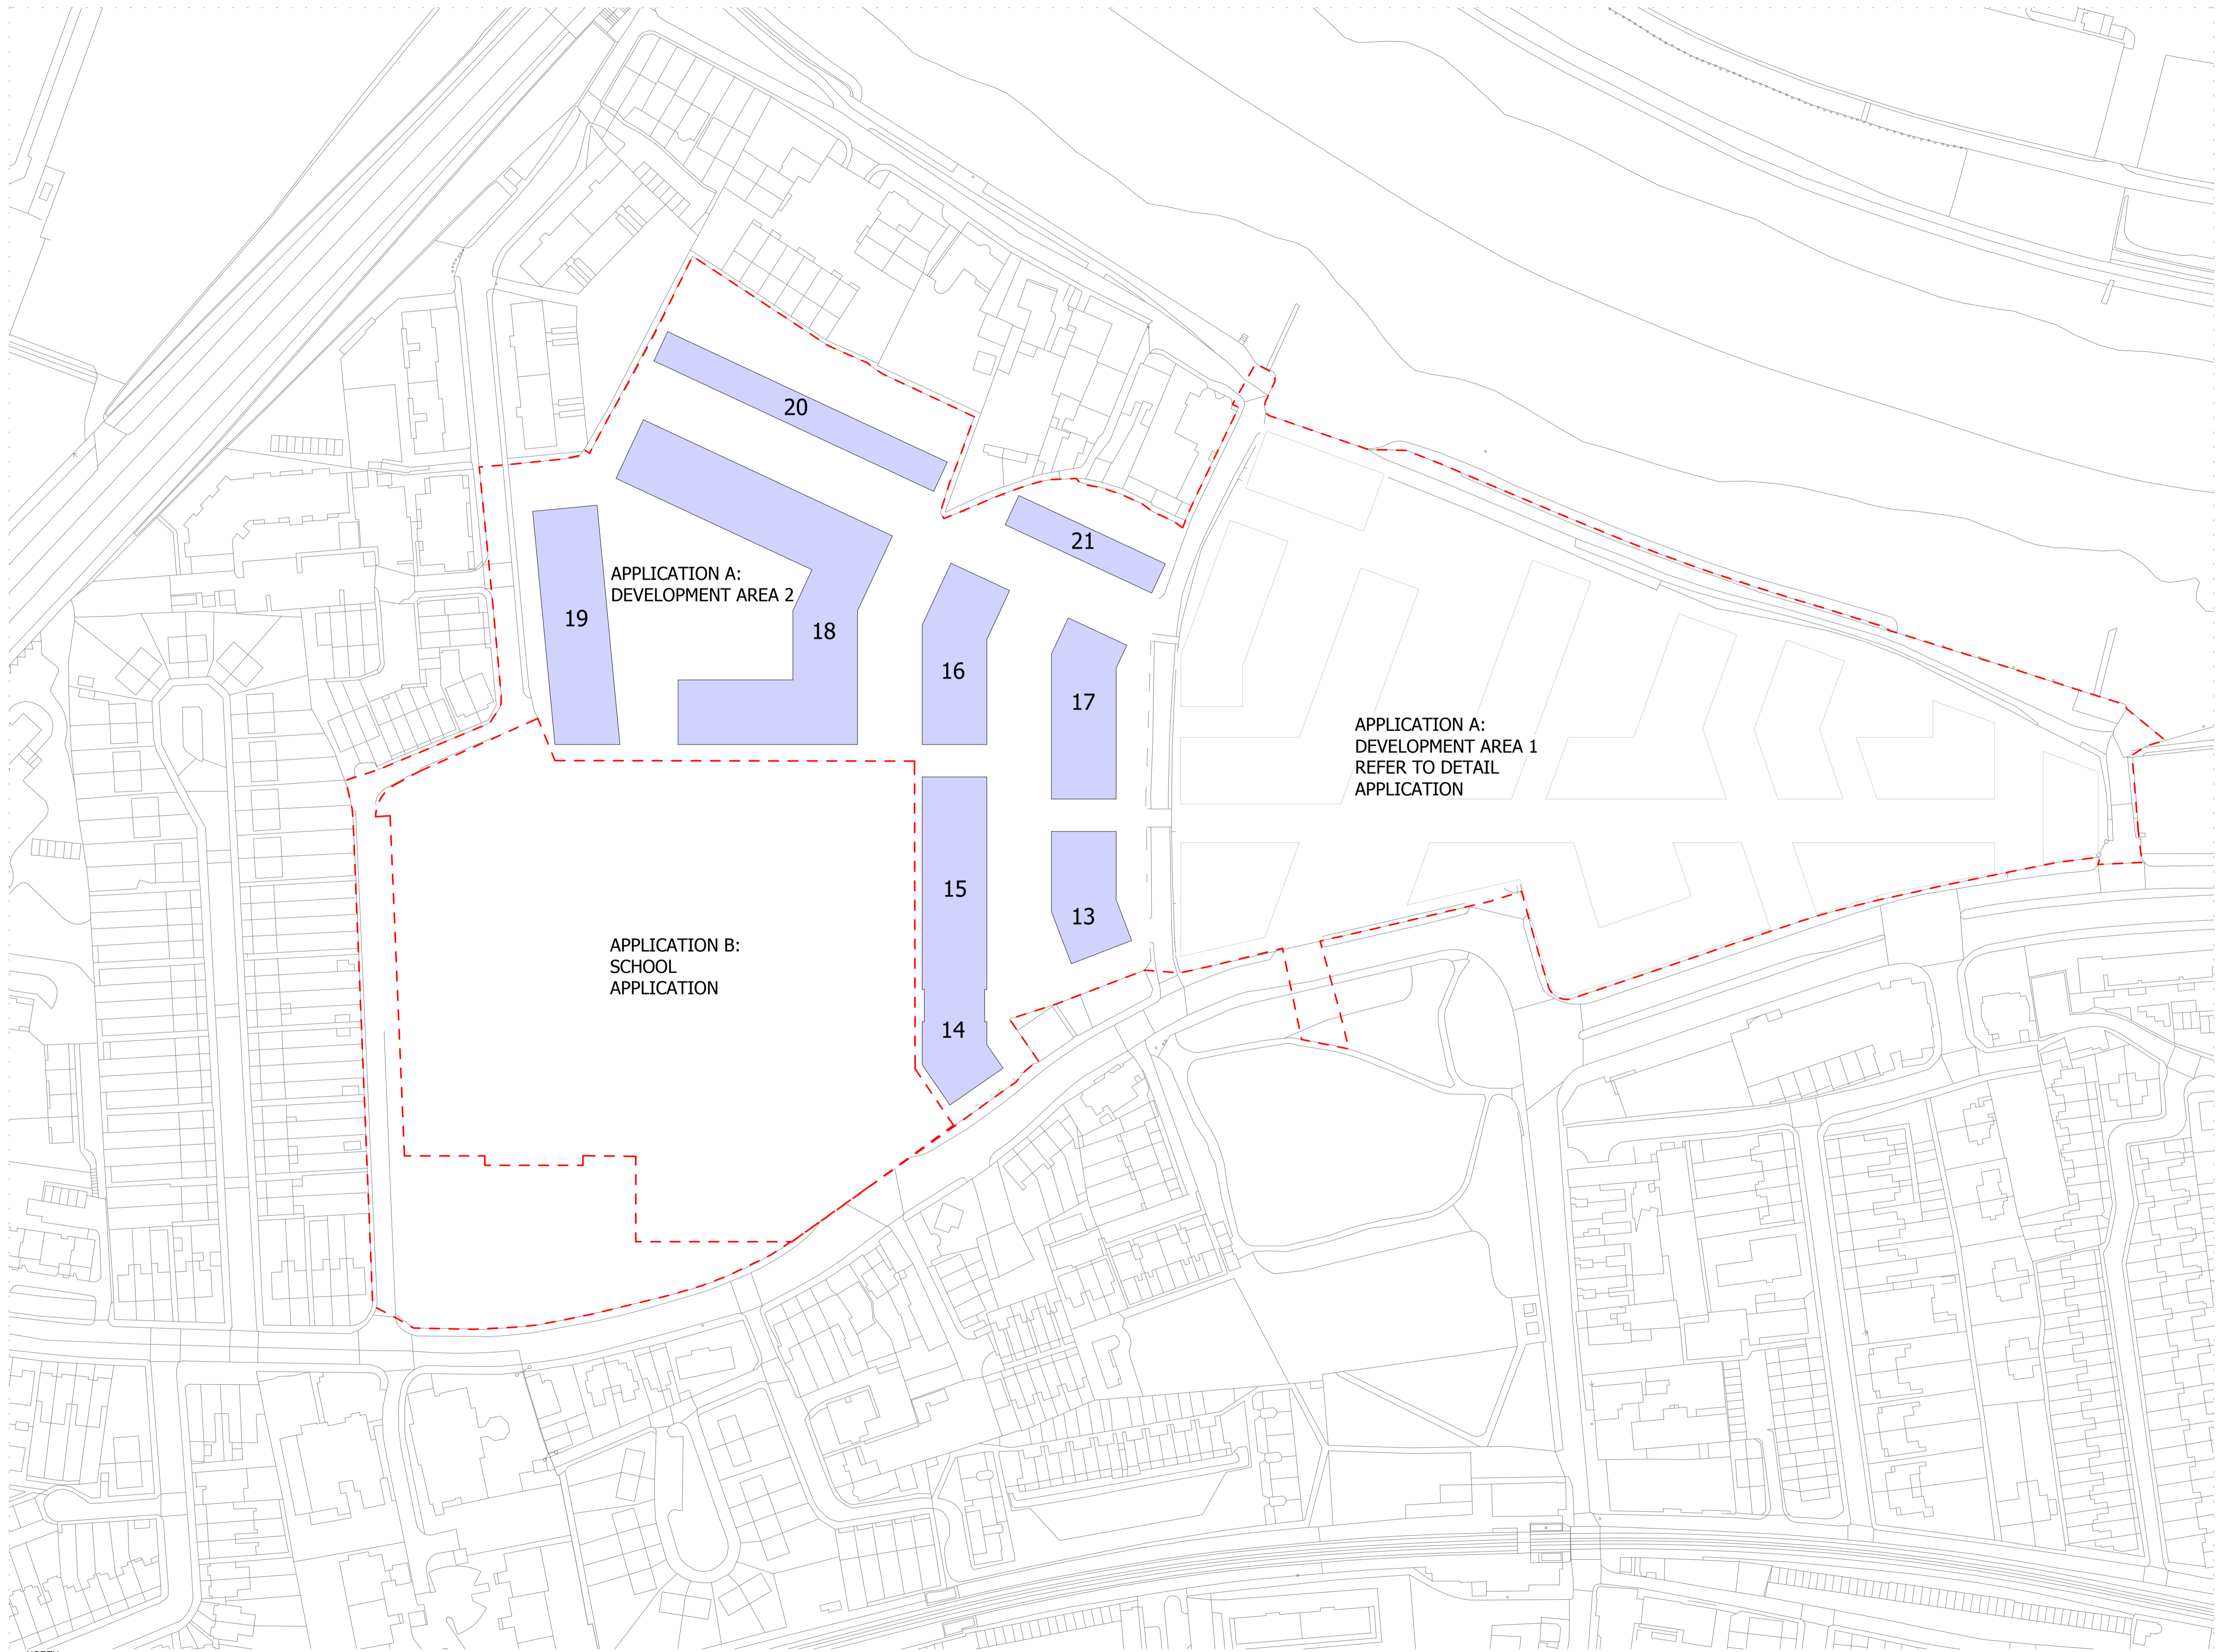 20
21
APPLICATION A:
DEVELOPMENT AREA 2
19
18
16
17
APPLICATION A:
DEVELOPMENT AREA 1
REFER TO DETAIL
APPLICATION
15
13
APPLICATION B:
SCHOOL
APPLICATION
14